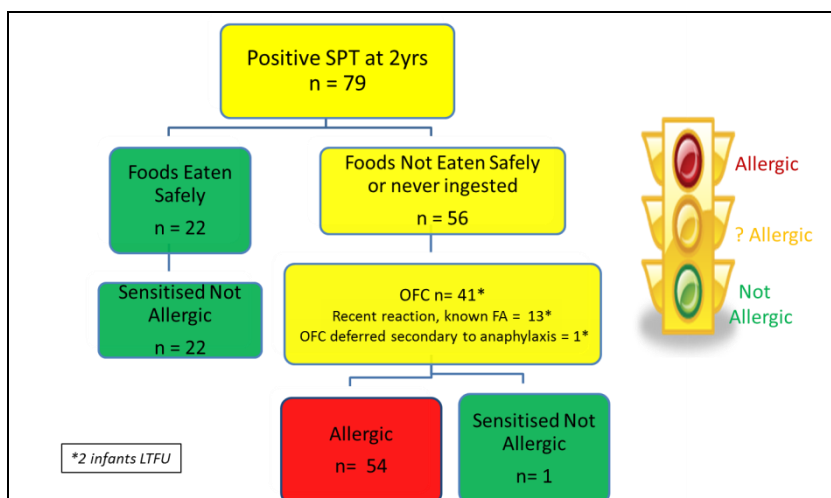 Positive SPT at 2yrs
n = 79
Foods Eaten
Safely
n = 22
Foods Not Eaten Safely
or never ingested
n = 56
Sensitised Not
Allergic
n = 22
OFC n= 41*
Recent reaction, known FA = 13*
OFC deferred secondary to anaphylaxis = 1*
Allergic
n= 54
Sensitised Not
Allergic
n = 1
*2 infants LTFU
Allergic
? Allergic
Not
Allergic